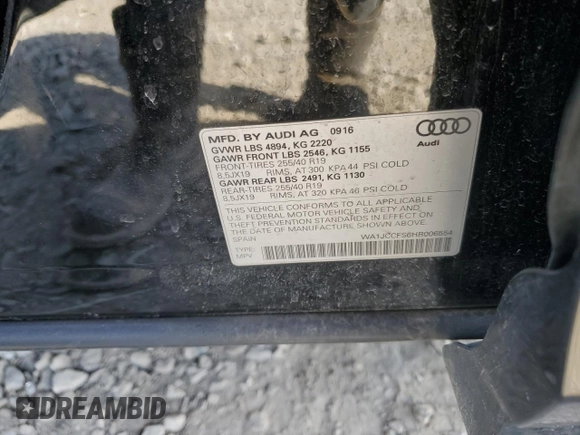 MFD. BY AUDI AG 0916
GVWR LBS 4894, KG 2220
GAWR FRONT LBS 2546, KG 1155
FRONT-TIRES 255/40 R19
8,5JX19 RIMS, AT 300 KPA 44 PSI COLD
GAWR REAR LBS 2491, KG 1130
REAR-TIRES 255/40 R19
8,5JX19 RIMS, AT 320 KPA 46 PSI COLD
THIS VEHICLE CONFORMS TO ALL APPLICABLE
U.S. FEDERAL MOTOR VEHICLE SAFETY AND
THEFT PREVENTION STANDARDS IN EFFECT ON
THE DATE OF MANUFACTURE SHOWN ABOVE.
SPAIN
Audi
TYPE:
MPV
WA1JCCFS6HR006554
DREAMBID